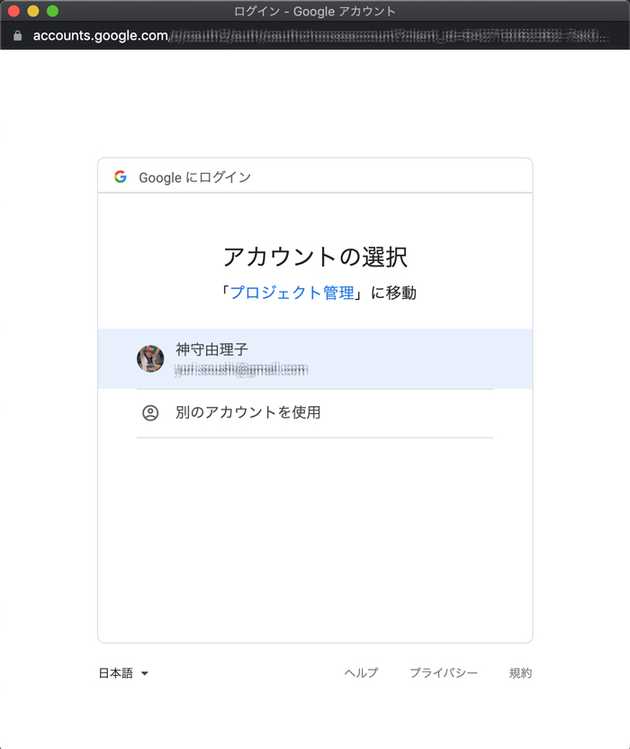 ログイン - Google アカウント
accounts.google.com
Google にログイン
アカウントの選択
「プロジェクト管理」に移動
神守由理子
別のアカウントを使用
日本語
ヘルプ プライバシー 規約